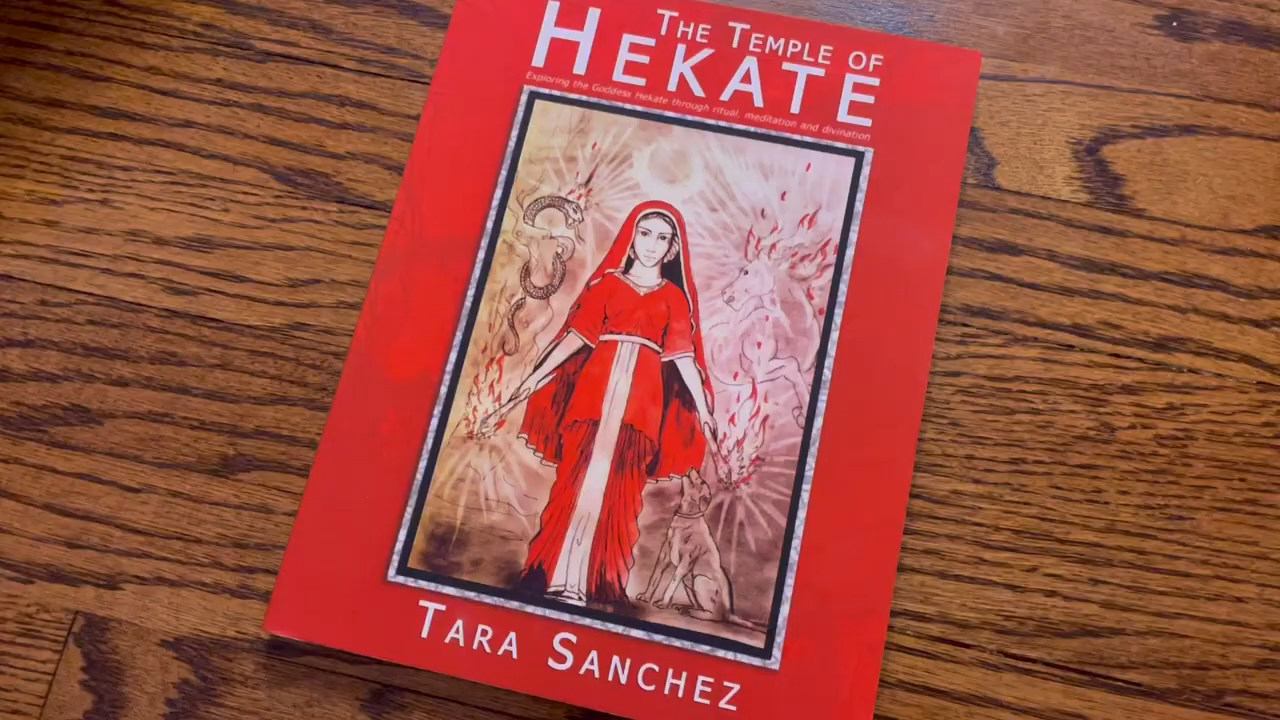 THE TEMPLE OF
HEKATE
Exploring the Goddess Hekate through ritual, meditation and divination
TARA SANCHEZ